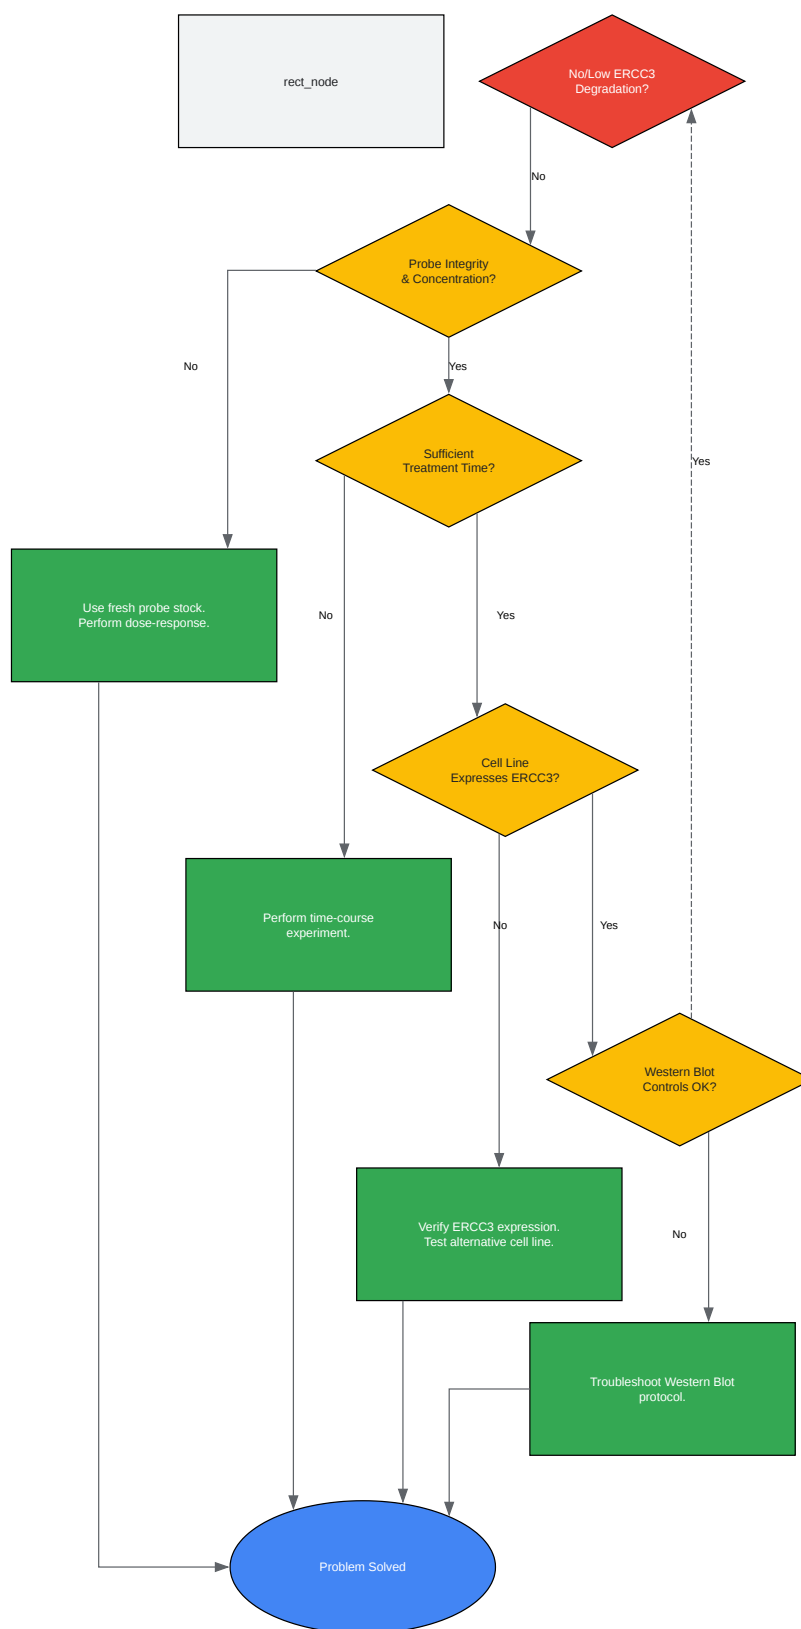 rect_node
No/Low ERCC3
Degradation?
No
Probe Integrity
& Concentration?
No
Yes
Sufficient
Treatment Time?
Yes
Use fresh probe stock.
Perform dose-response.
No
Yes
Cell Line
Expresses ERCC3?
Perform time-course
experiment.
No
Yes
Western Blot
Controls OK?
Verify ERCC3 expression.
Test alternative cell line.
No
Troubleshoot Western Blot
protocol.
Problem Solved